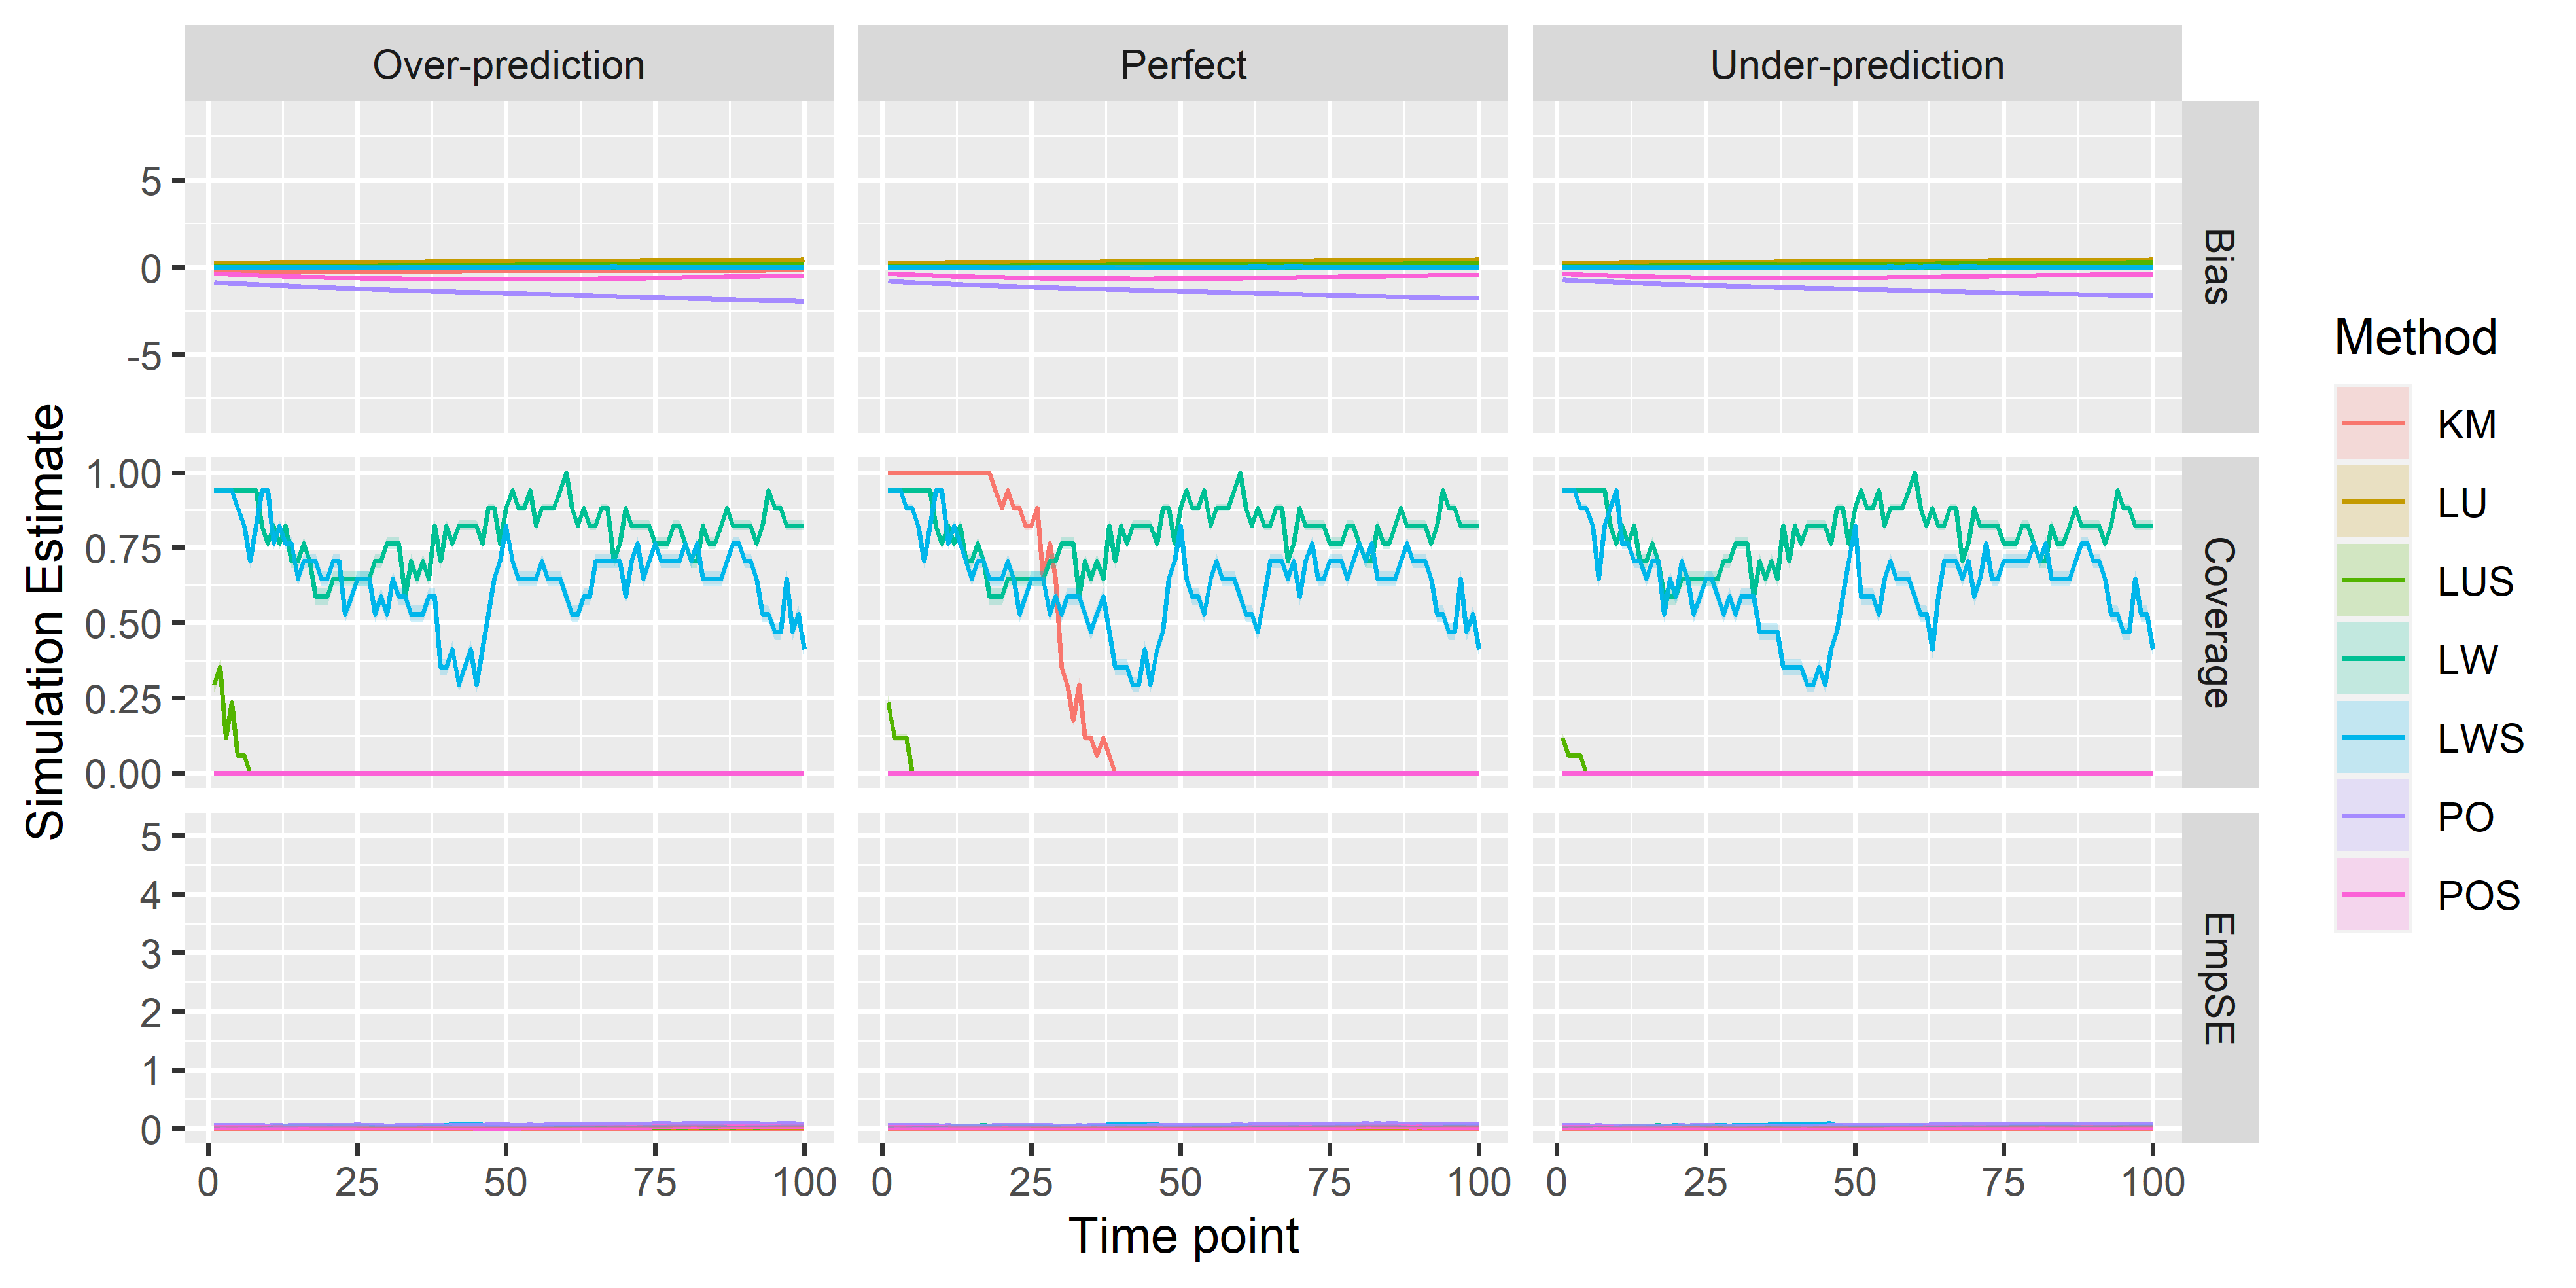 Over-prediction
Perfect
Under-prediction
Simulation Estimate
5
0
-5
Bias
1.00
0.75
0.50
0.25
0.00
Coverage
5
4
3
2
1
0
EmpSE
0 25 50 75 100
0 25 50 75 100
0 25 50 75 100
Time point
Method
KM
LU
LUS
LW
LWS
PO
POS